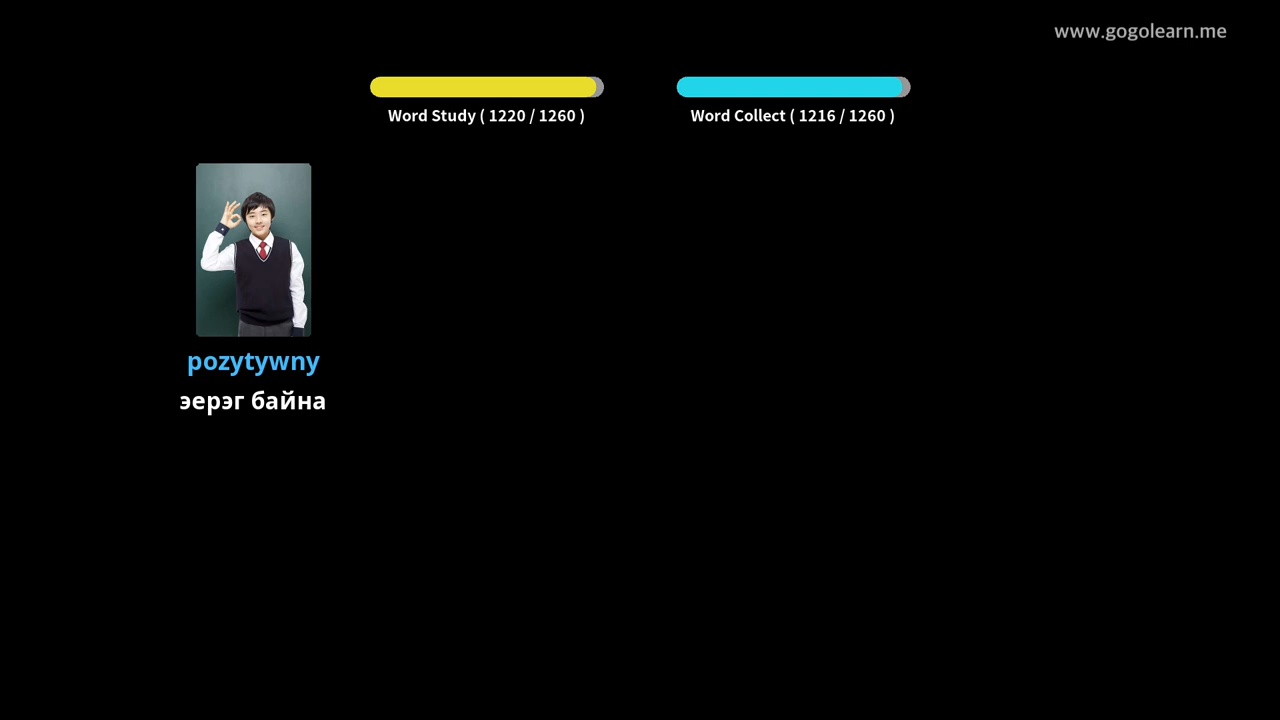 www.gogolearn.me
Word Study ( 1220 / 1260 )
Word Collect ( 1216 / 1260 )
pozytywny
эерэг байна